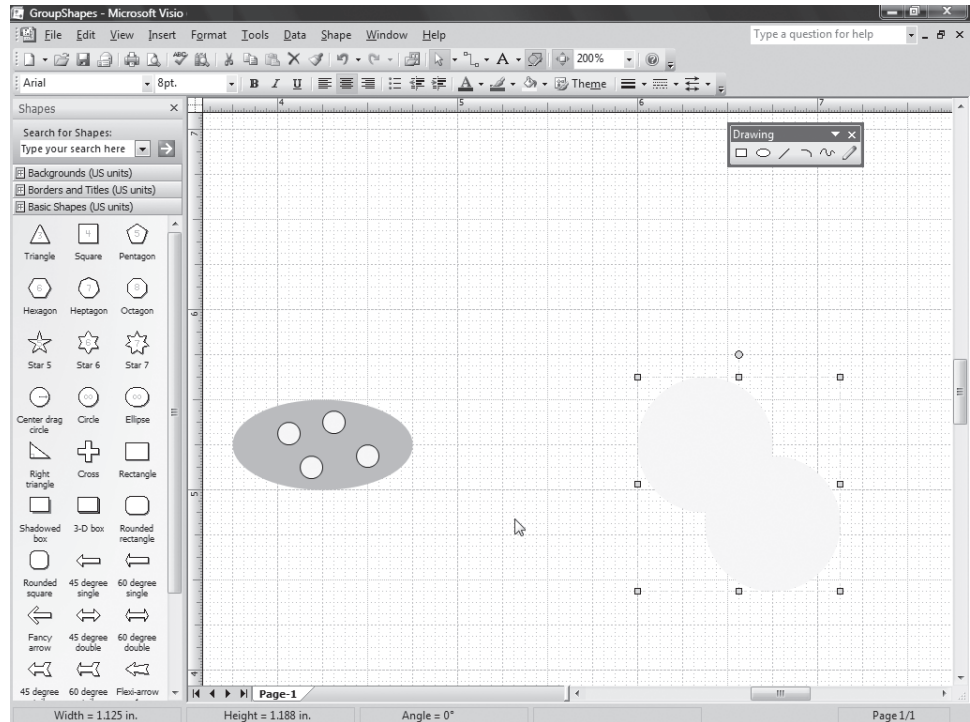 GroupShapes - Microsoft Visio
File Edit View Insert Format Tools Data Shape Window Help
Type a question for help
200%
Arial
8pt.
B I U
Theme
Shapes
Search for Shapes:
Type your search here
Backgrounds (US units)
Borders and Titles (US units)
Basic Shapes (US units)
Triangle Square Pentagon
Hexagon Heptagon Octagon
Star 5 Star 6 Star 7
Center drag circle Circle Ellipse
Right triangle Cross Rectangle
Shadowed box 3-D box Rounded rectangle
Rounded square 45 degree single 60 degree single
Fancy arrow 45 degree double 60 degree double
45 degree 60 degree Flexi-arrow
4 5 6 7
7
6
5
4
Drawing
Page-1
Width = 1.125 in. Height = 1.188 in. Angle = 0° Page 1/1